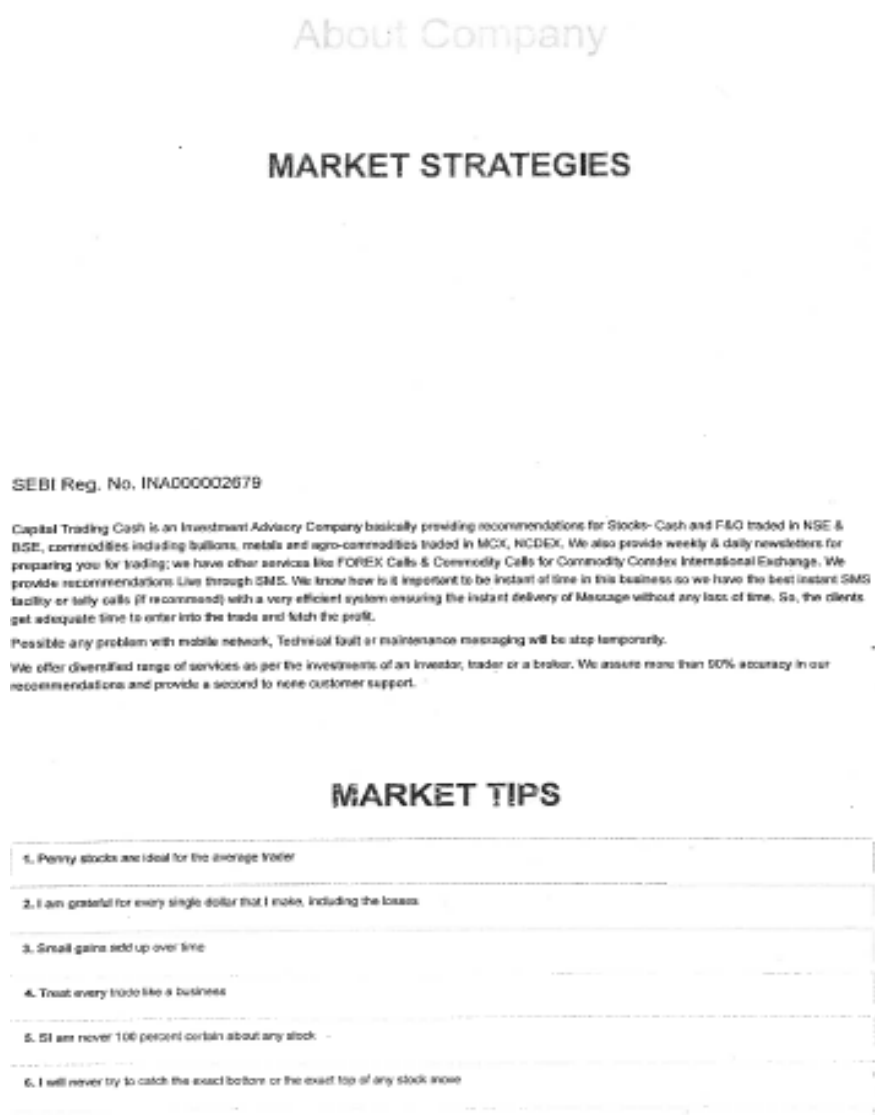 About Company
MARKET STRATEGIES
SEBI Reg. No. INA000002679
Capital Trading Cash is an Investment Advisory Company basically providing recommendations for Stocks- Cash and F&O traded in NSE &
BSE, commodities including bullions, metals and agro-commodities traded in MCX, NCDEX. We also provide weekly & daily newsletters for
preparing you for trading; we have other services like FOREX Calls & Commodity Calls for Commodity Comdex International Exchange. We
provide recommendations Live through SMS. We know how is it important to be instant of time in this business so we have the best instant SMS
facility or tally calls (if recommend) with a very efficient system ensuring the instant delivery of Message without any loss of time. So, the clients
get adequate time to enter into the trade and fetch the profit.
Possible any problem with mobile network, Technical fault or maintenance messaging will be stop temporarily.
We offer diversified range of services as per the investments of an investor, trader or a broker. We assure more than 90% accuracy in our
recommendations and provide a second to none customer support.
MARKET TIPS
1. Penny stocks are ideal for the average trader
2. I am grateful for every single dollar that I make, including the losses
3. Small gains add up over time
4. Treat every trade like a business
5. SI am never 100 percent certain about any stock
6. I will never try to catch the exact bottom or the exact top of any stock move